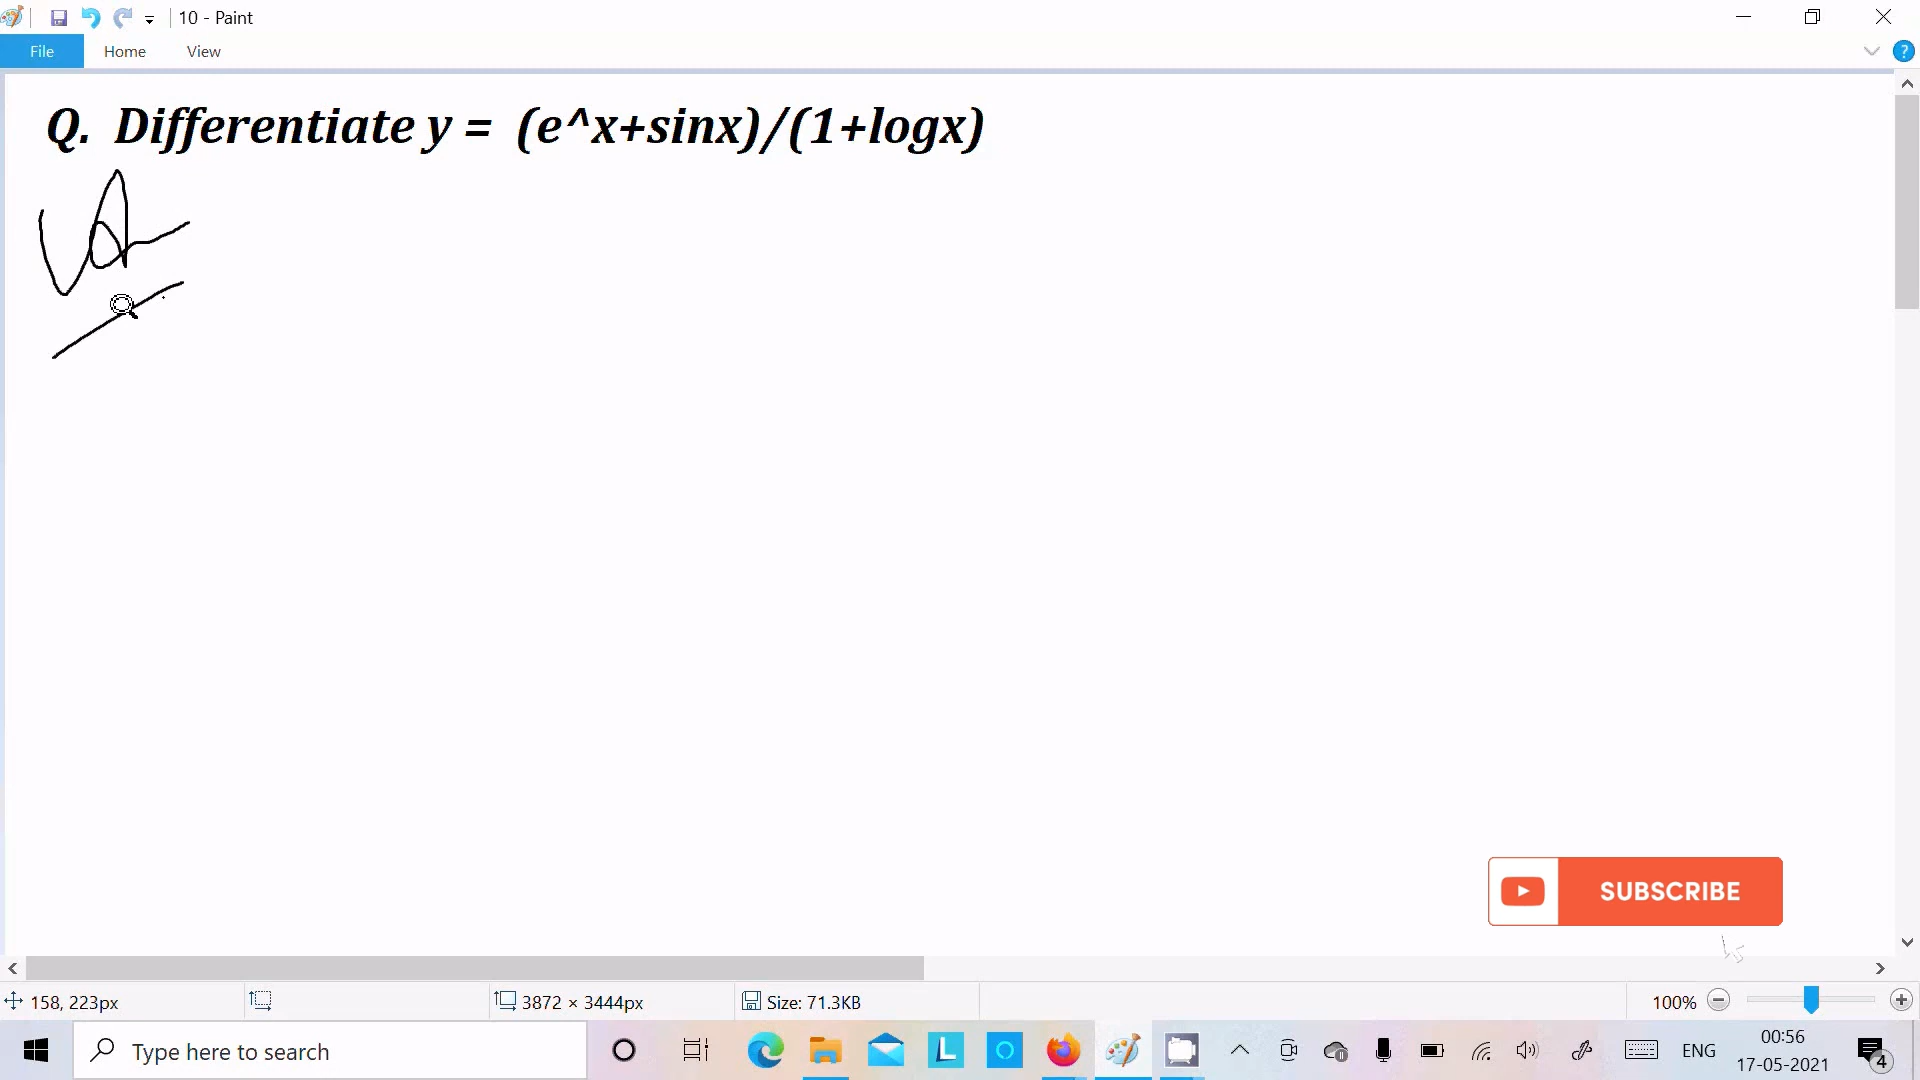 10 - Paint
File Home View
Q. Differentiate y = (e^x+sinx)/(1+logx)
SUBSCRIBE
158, 223px 3872 × 3444px Size: 71.3KB 100%
Type here to search
L
ENG
00:56
17-05-2021
4